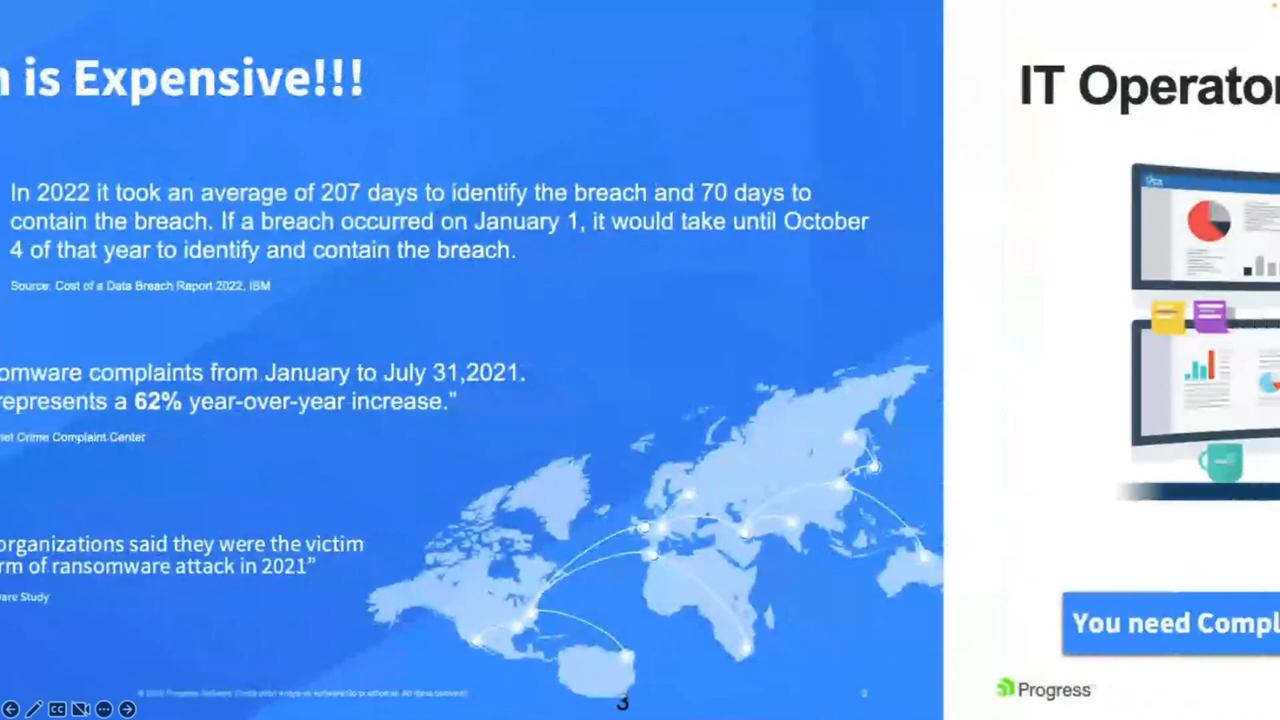 is Expensive!!!
In 2022 it took an average of 207 days to identify the breach and 70 days to
contain the breach. If a breach occurred on January 1, it would take until October
4 of that year to identify and contain the breach.
Source: Cost of a Data Breach Report 2022, IBM
omware complaints from January to July 31,2021.
represents a 62% year-over-year increase."
net Crime Complaint Center
organizations said they were the victim
rm of ransomware attack in 2021”
are Study
3
CC
IT Operator
You need Compl
Progress